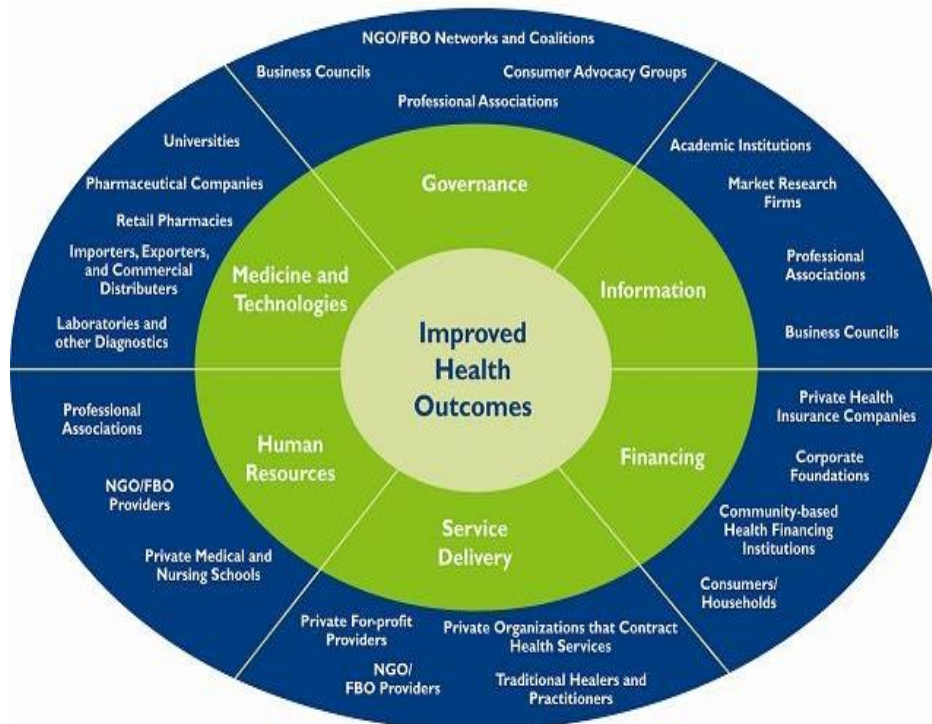 NGO/FBO Networks and Coalitions
Business Councils
Consumer Advocacy Groups
Professional Associations
Universities
Pharmaceutical Companies
Retail Pharmacies
Importers, Exporters,
and Commercial
Distributers
Laboratories and
other Diagnostics
Academic Institutions
Market Research
Firms
Professional
Associations
Business Councils
Governance
Medicine and
Technologies
Information
Improved
Health
Outcomes
Human
Resources
Financing
Service
Delivery
Professional
Associations
NGO/FBO
Providers
Private Medical and
Nursing Schools
Private Health
Insurance Companies
Corporate
Foundations
Community-based
Health Financing
Institutions
Consumers/
Households
Private For-profit
Providers
Private Organizations that Contract
Health Services
NGO/
FBO Providers
Traditional Healers and
Practitioners